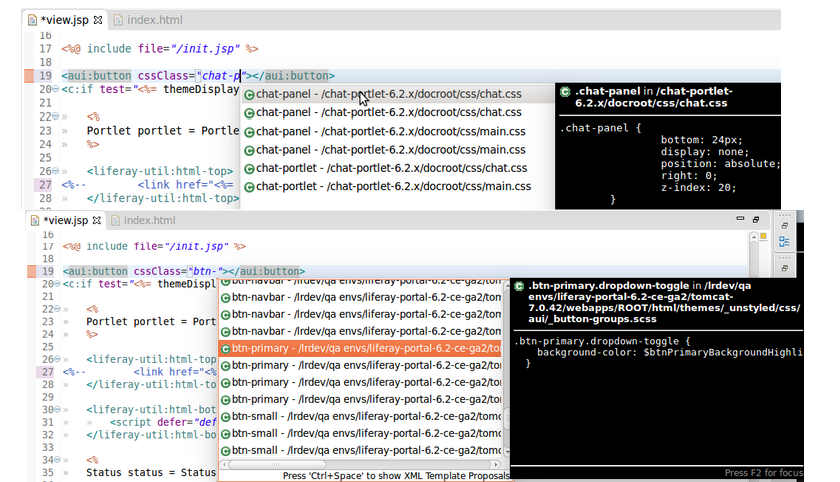 *view.jsp index.html
16
17 <%@ include file="/init.jsp" %>
18
19 <aui:button cssClass="chat-p"></aui:button>
20 <c:if test="<%= themeDisplay
21
22 » <%
23 » Portlet portlet = Portle
24 » %>
25
26 » <liferay-util:html-top>
27 <%-- <link href="<%=
28 » </liferay-util:html-top>
chat-panel - /chat-portlet-6.2.x/docroot/css/chat.css
chat-panel - /chat-portlet-6.2.x/docroot/css/chat.css
chat-panel - /chat-portlet-6.2.x/docroot/css/main.css
chat-panel - /chat-portlet-6.2.x/docroot/css/main.css
chat-portlet - /chat-portlet-6.2.x/docroot/css/chat.css
chat-portlet - /chat-portlet-6.2.x/docroot/css/main.css
.chat-panel in /chat-portlet-
6.2.x/docroot/css/chat.css
.chat-panel {
bottom: 24px;
display: none;
position: absolute;
right: 0;
z-index: 20;
}
*view.jsp index.html
16
17 <%@ include file="/init.jsp" %>
18
19 <aui:button cssClass="btn-"></aui:button>
20 <c:if test="<%= themeDispl
21
22 » <%
23 » Portlet portlet = Port
24 » %>
25
26 » <liferay-util:html-top
27 <%-- <link href="<%
28 » </liferay-util:html-to
29
30 » <liferay-util:html-bot
31 » » <script defer="def
32 » </liferay-util:html-bo
33
34 » <%
35 » Status status = Status
btn-navbar - /lrdev/qa envs/liferay-portal-6.2-ce-ga2/tom
btn-navbar - /lrdev/qa envs/liferay-portal-6.2-ce-ga2/tom
btn-navbar - /lrdev/qa envs/liferay-portal-6.2-ce-ga2/tom
btn-navbar - /lrdev/qa envs/liferay-portal-6.2-ce-ga2/tom
btn-primary - /lrdev/qa envs/liferay-portal-6.2-ce-ga2/to
btn-primary - /lrdev/qa envs/liferay-portal-6.2-ce-ga2/to
btn-primary - /lrdev/qa envs/liferay-portal-6.2-ce-ga2/to
btn-primary - /lrdev/qa envs/liferay-portal-6.2-ce-ga2/to
btn-small - /lrdev/qa envs/liferay-portal-6.2-ce-ga2/tomc
btn-small - /lrdev/qa envs/liferay-portal-6.2-ce-ga2/tomc
btn-small - /lrdev/qa envs/liferay-portal-6.2-ce-ga2/tomc
Press 'Ctrl+Space' to show XML Template Proposals
.btn-primary.dropdown-toggle in /lrdev/qa
envs/liferay-portal-6.2-ce-ga2/tomcat-
7.0.42/webapps/ROOT/html/themes/_unstyled/css/
aui/_button-groups.scss
.btn-primary.dropdown-toggle {
background-color: $btnPrimaryBackgroundHighli
}
Press F2 for focus